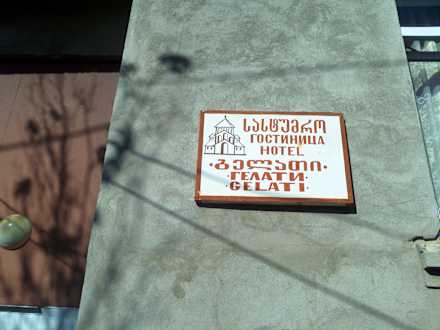 სასტუმრო
ГОСТИНИЦА
HOTEL
·გელათი·
·ГЕЛАТИ·
·GELATI·